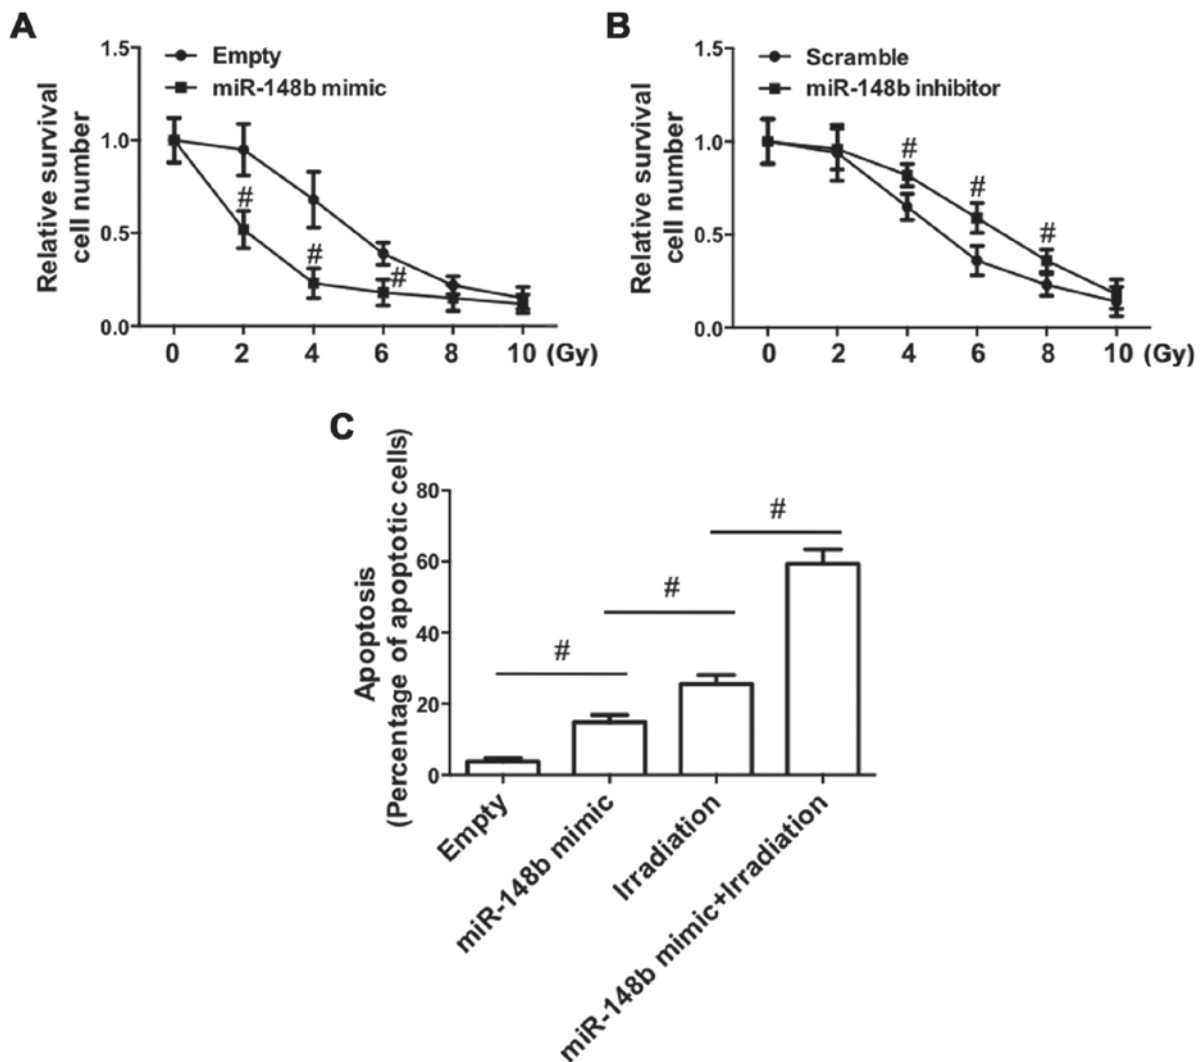 A
Relative survival
cell number
1.5
1.0
0.5
0.0
Empty
miR-148b mimic
#
#
#
0 2 4 6 8 10 (Gy)
B
Relative survival
cell number
1.5
1.0
0.5
0.0
Scramble
miR-148b inhibitor
#
#
#
0 2 4 6 8 10 (Gy)
C
Apoptosis
(Percentage of apoptotic cells)
80
60
40
20
0
#
#
#
Empty
miR-148b mimic
Irradiation
miR-148b mimic+Irradiation